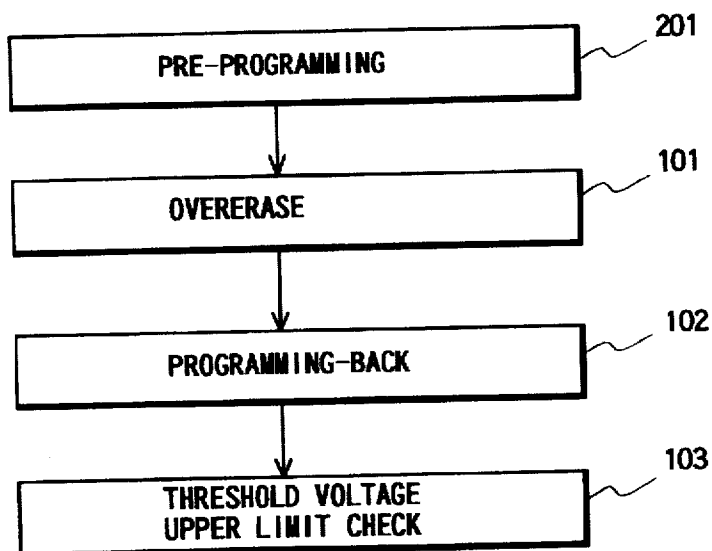 201
PRE-PROGRAMMING
101
OVERERASE
102
PROGRAMMING-BACK
103
THRESHOLD VOLTAGE
UPPER LIMIT CHECK